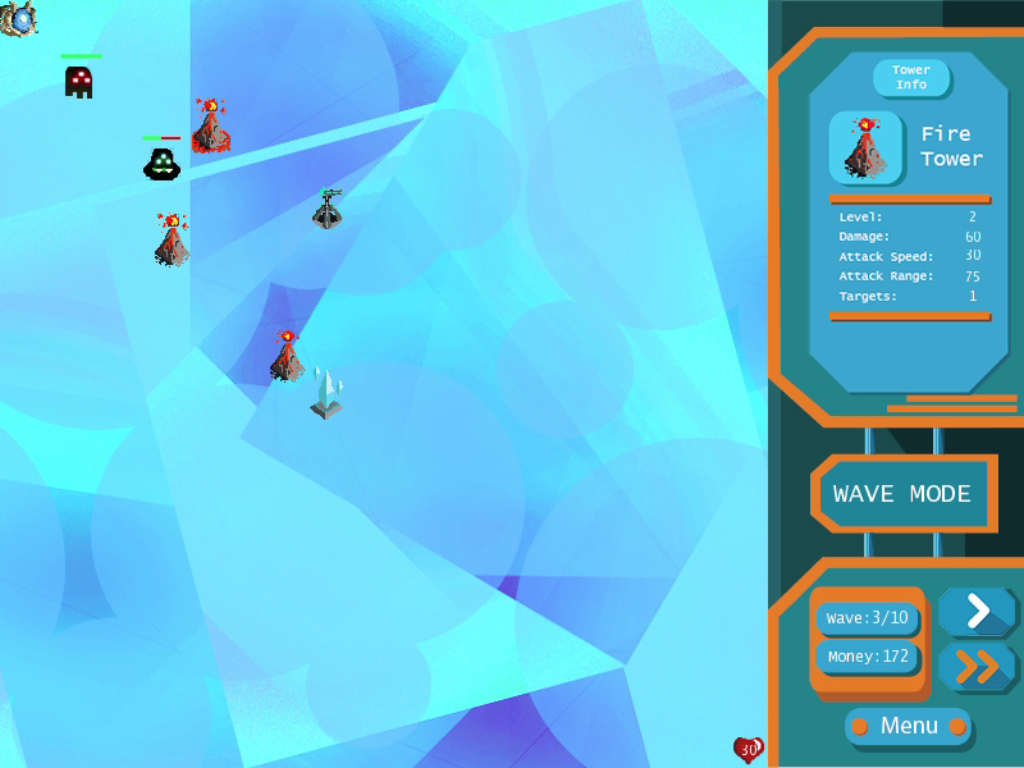 Tower
Info
Fire
Tower
Level: 2
Damage: 60
Attack Speed: 30
Attack Range: 75
Targets: 1
WAVE MODE
Wave:3/10
Money:172
Menu
30